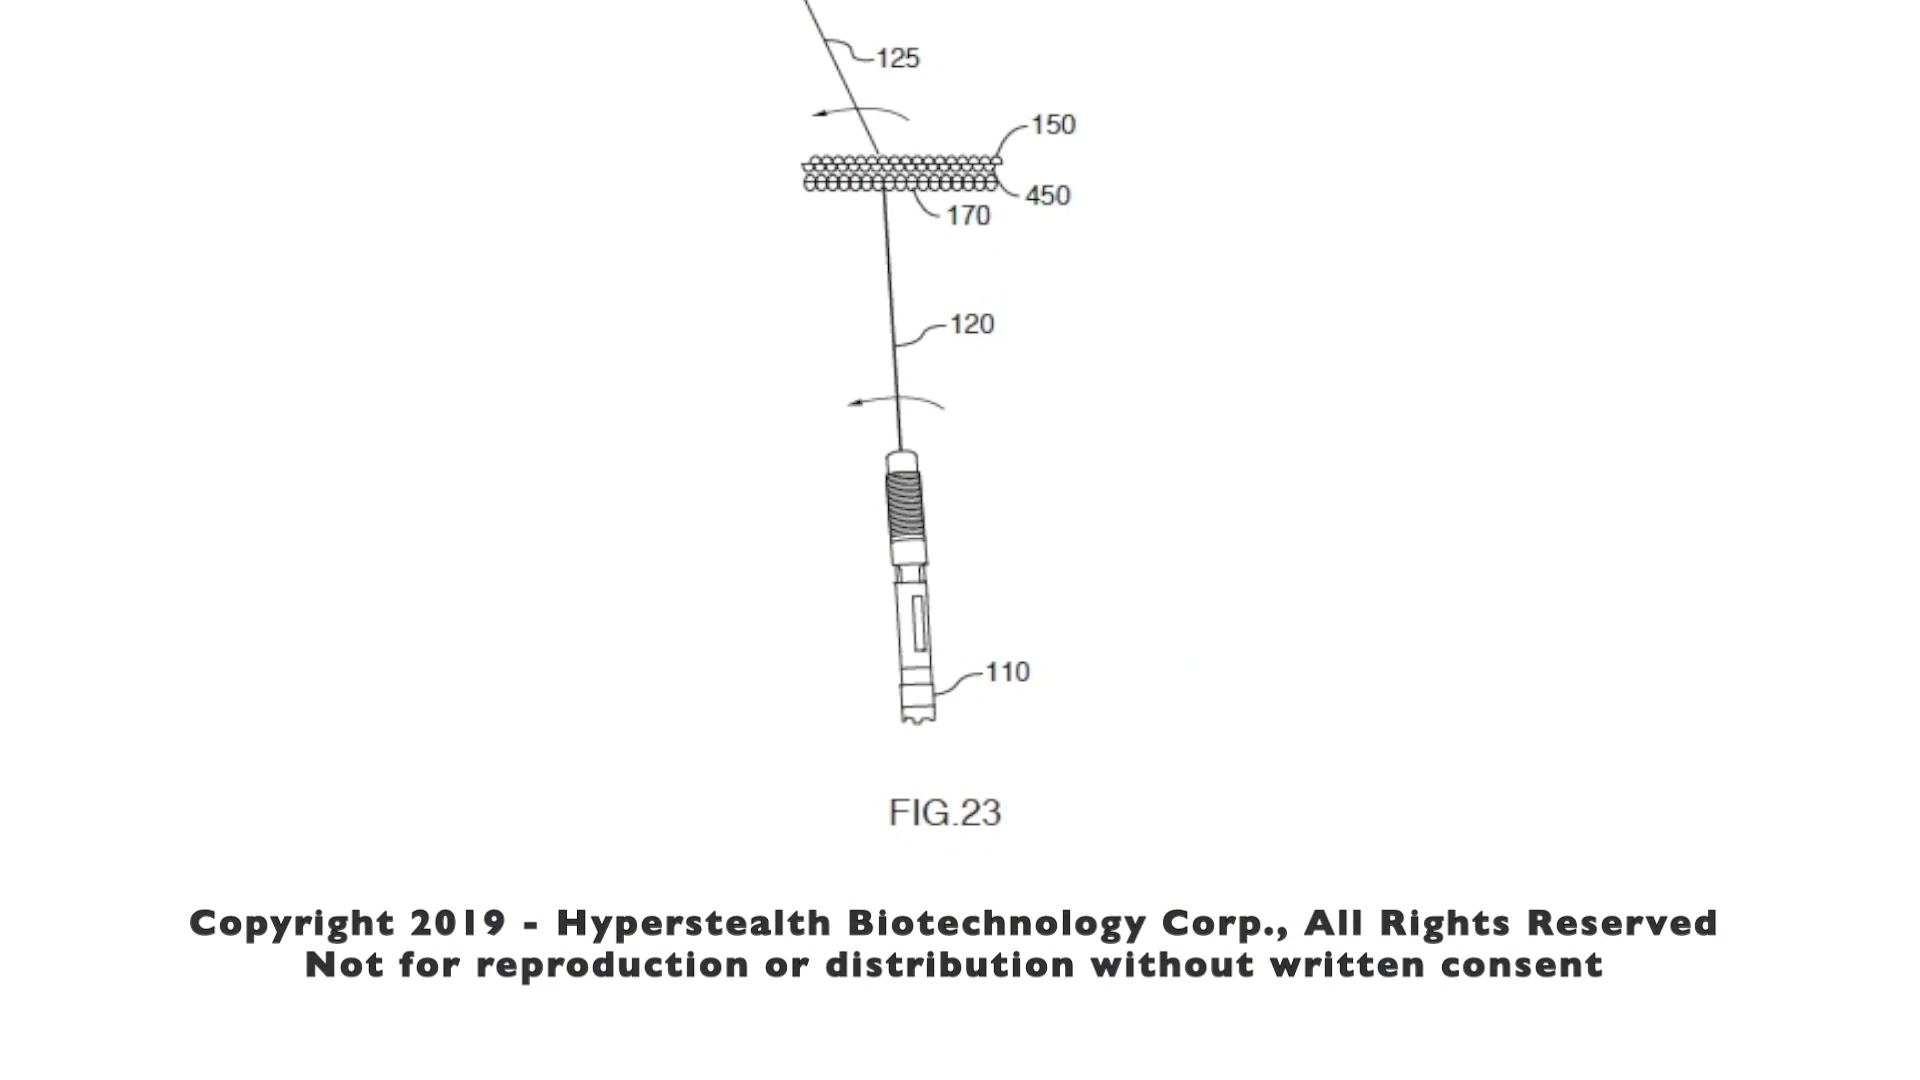 125
150
450
170
120
110
FIG.23
Copyright 2019 - Hyperstealth Biotechnology Corp., All Rights Reserved
Not for reproduction or distribution without written consent